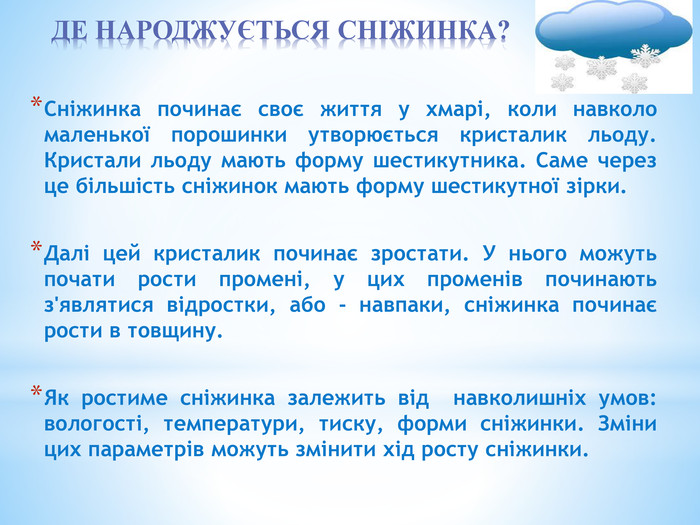 ДЕ НАРОДЖУЄТЬСЯ СНІЖИНКА?
*Сніжинка починає своє життя у хмарі, коли навколо
маленької порошинки утворюється кристалик льоду.
Кристали льоду мають форму шестикутника. Саме через
це більшість сніжинок мають форму шестикутної зірки.
*Далі цей кристалик починає зростати. У нього можуть
почати рости промені, у цих променів починають
з'являтися відростки, або - навпаки, сніжинка починає
рости в товщину.
*Як ростиме сніжинка залежить від навколишніх умов:
вологості, температури, тиску, форми сніжинки. Зміни
цих параметрів можуть змінити хід росту сніжинки.